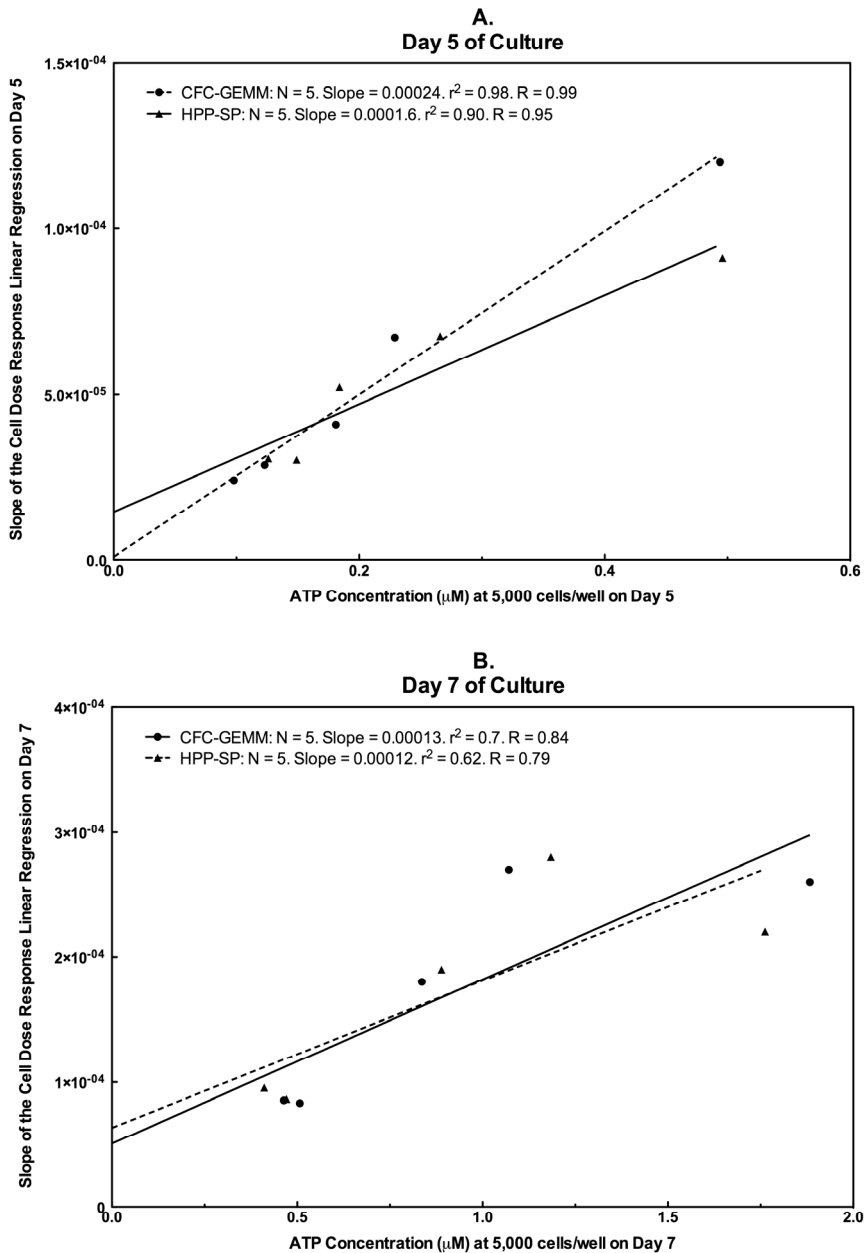 A.
Day 5 of Culture
Slope of the Cell Dose Response Linear Regression on Day 5
1.5×10⁻⁰⁴
1.0×10⁻⁰⁴
5.0×10⁻⁰⁵
0.0
CFC-GEMM: N = 5. Slope = 0.00024. r² = 0.98. R = 0.99
HPP-SP: N = 5. Slope = 0.0001.6. r² = 0.90. R = 0.95
0.0 0.2 0.4 0.6
ATP Concentration (μM) at 5,000 cells/well on Day 5
B.
Day 7 of Culture
Slope of the Cell Dose Response Linear Regression on Day 7
4×10⁻⁰⁴
3×10⁻⁰⁴
2×10⁻⁰⁴
1×10⁻⁰⁴
0
CFC-GEMM: N = 5. Slope = 0.00013. r² = 0.7. R = 0.84
HPP-SP: N = 5. Slope = 0.00012. r² = 0.62. R = 0.79
0.0 0.5 1.0 1.5 2.0
ATP Concentration (μM) at 5,000 cells/well on Day 7